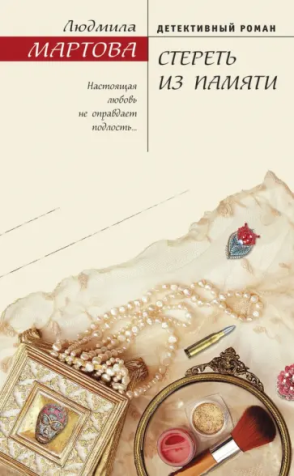 Людмила
МАРТОВА
ДЕТЕКТИВНЫЙ РОМАН
СТЕРЕТЬ
ИЗ ПАМЯТИ
Настоящая
любовь
не оправдает
подлость...